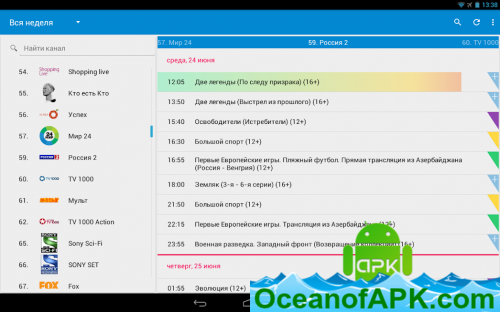 13:38
Вся неделя
Найти канал
54. Shopping live
55. Кто есть Кто
56. Успех
57. Мир 24
59. Россия 2
60. TV 1000
61. Мульт
62. TV 1000 Action
65. Sony Sci-Fi
66. SONY SET
67. Fox
57. Мир 24 59. Россия 2 60. TV 1000
среда, 24 июня
12:05 Две легенды (По следу призрака) (16+)
13:50 Две легенды (Выстрел из прошлого) (16+)
15:40 Освободители (Истребители) (12+)
16:30 Большой спорт (12+)
16:55 Первые Европейские игры. Пляжный футбол. Прямая трансляция из Азербайджана
(Россия - Венгрия) (12+)
18:00 Земляк (3-я - 6-я серии) (16+)
21:50 Большой спорт (12+)
22:15 Первые Европейские игры. Трансляция из Азербайджана (12+)
23:55 Военная разведка. Западный фронт
четверг, 25 июня
01:55 Эволюция (12+)
APK
OceanofAPK.com